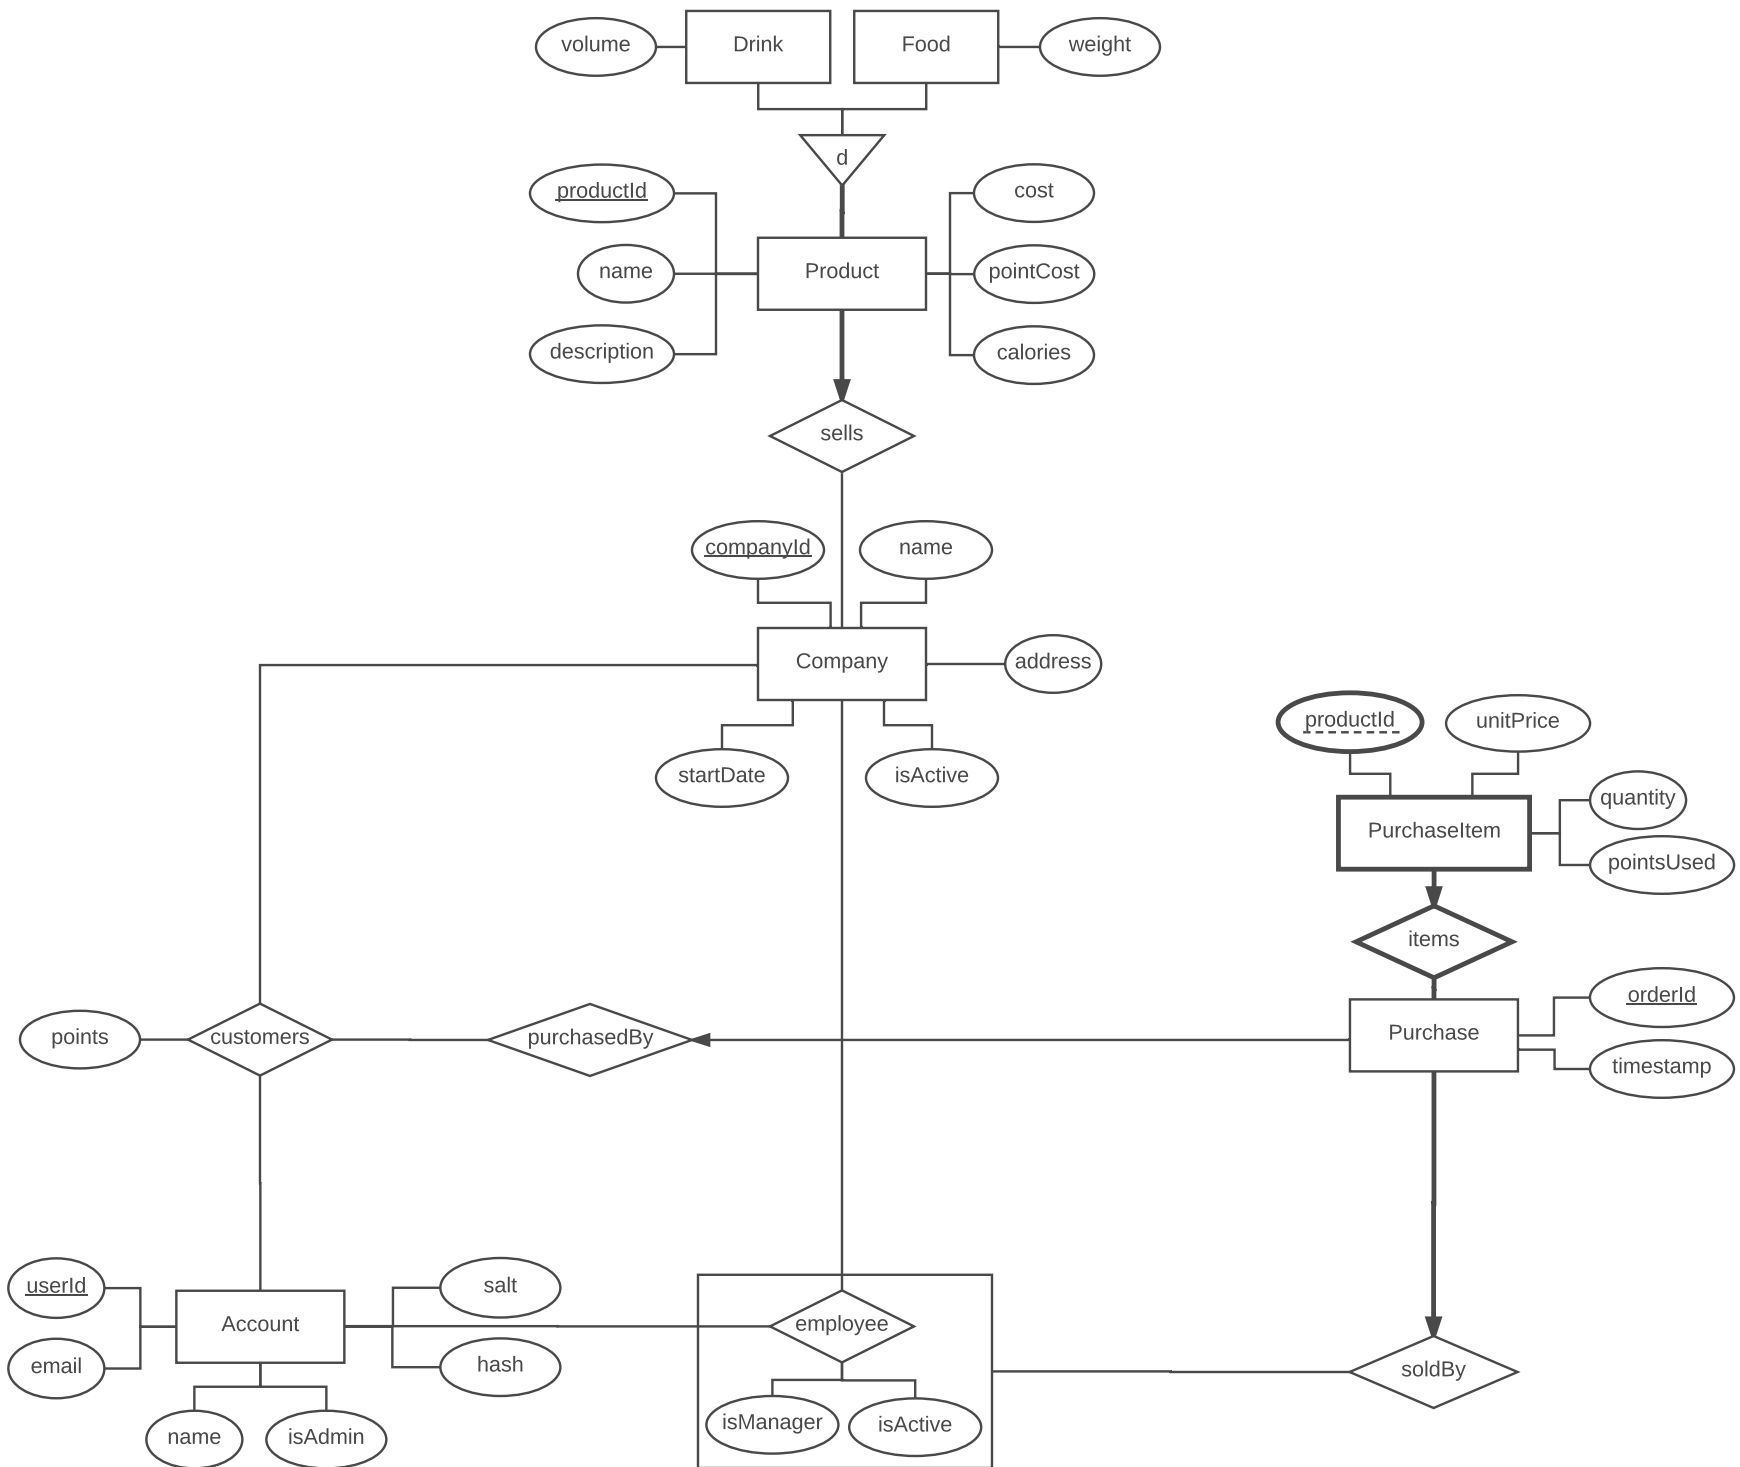 volume
Drink
Food
weight
d
productId
cost
name
Product
pointCost
description
calories
sells
companyId
name
Company
address
productId
unitPrice
startDate
isActive
quantity
PurchaseItem
pointsUsed
items
orderId
points
customers
purchasedBy
Purchase
timestamp
userId
salt
Account
employee
email
hash
soldBy
name
isAdmin
isManager
isActive